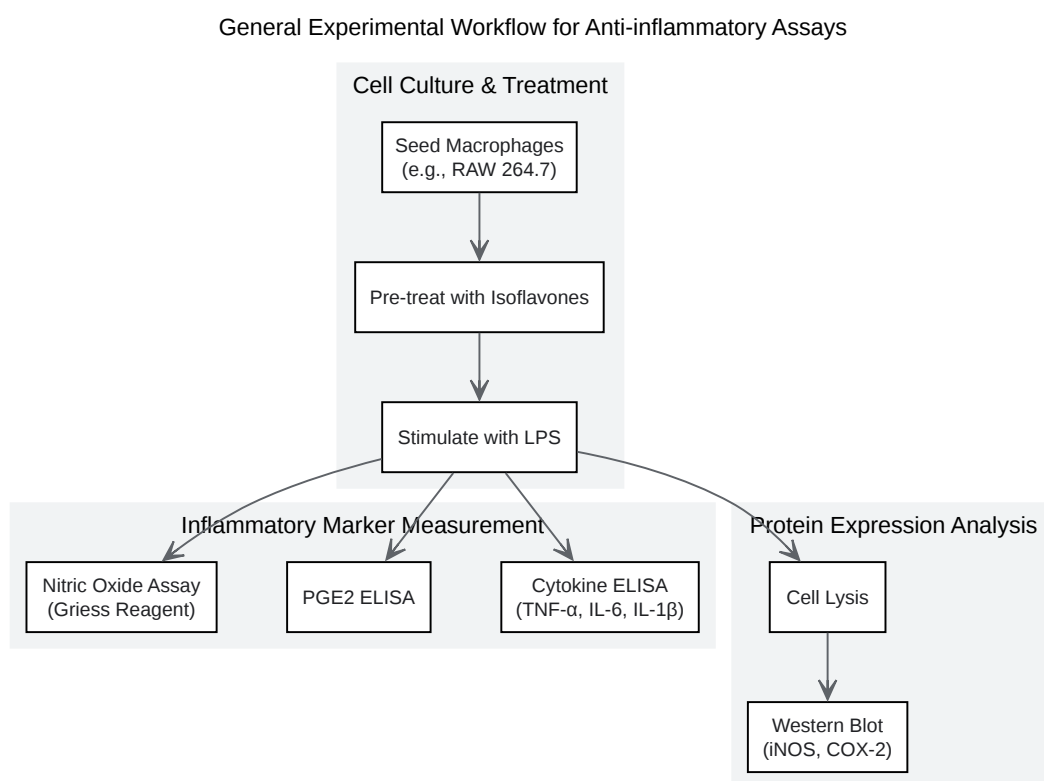 General Experimental Workflow for Anti-inflammatory Assays
Cell Culture & Treatment
Seed Macrophages
(e.g., RAW 264.7)
Pre-treat with Isoflavones
Stimulate with LPS
Inflammatory Marker Measurement
Nitric Oxide Assay
(Griess Reagent)
PGE2 ELISA
Cytokine ELISA
(TNF-α, IL-6, IL-1β)
Protein Expression Analysis
Cell Lysis
Western Blot
(iNOS, COX-2)